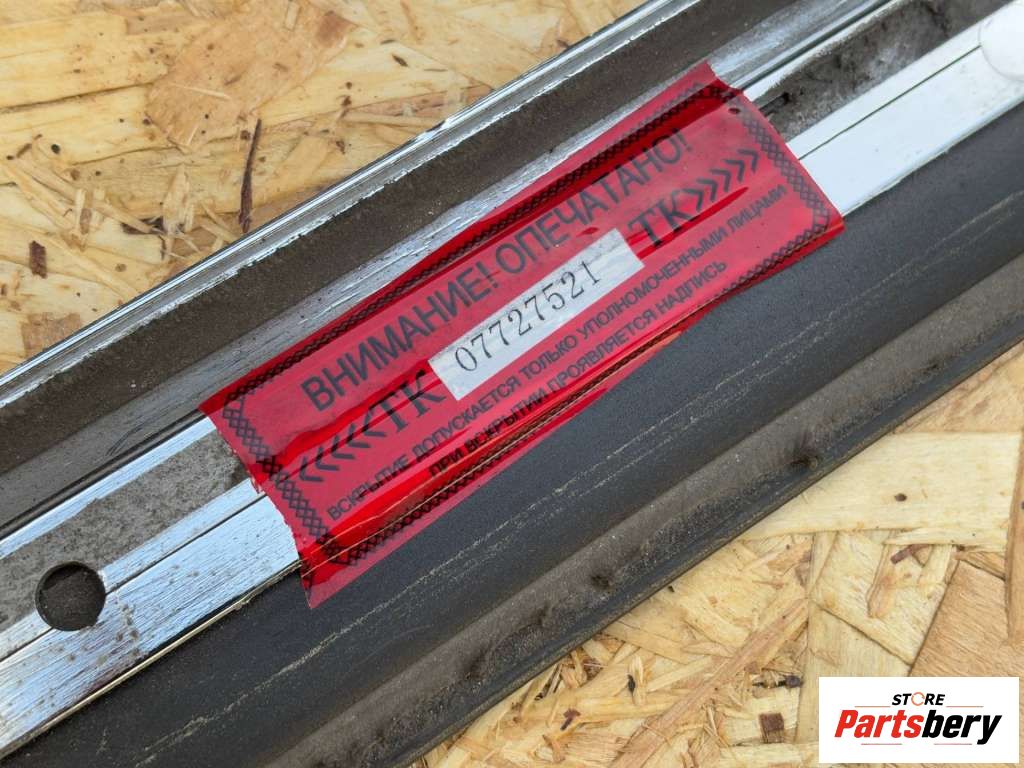 ВНИМАНИЕ! ОПЕЧАТАНО!
<<<<<ТК 07727521 ТК>>>>>
ВСКРЫТИЕ ДОПУСКАЕТСЯ ТОЛЬКО УПОЛНОМОЧЕННЫМИ ЛИЦАМИ
ПРИ ВСКРЫТИИ ПРОЯВЛЯЕТСЯ НАДПИСЬ
STORE
Partsbery